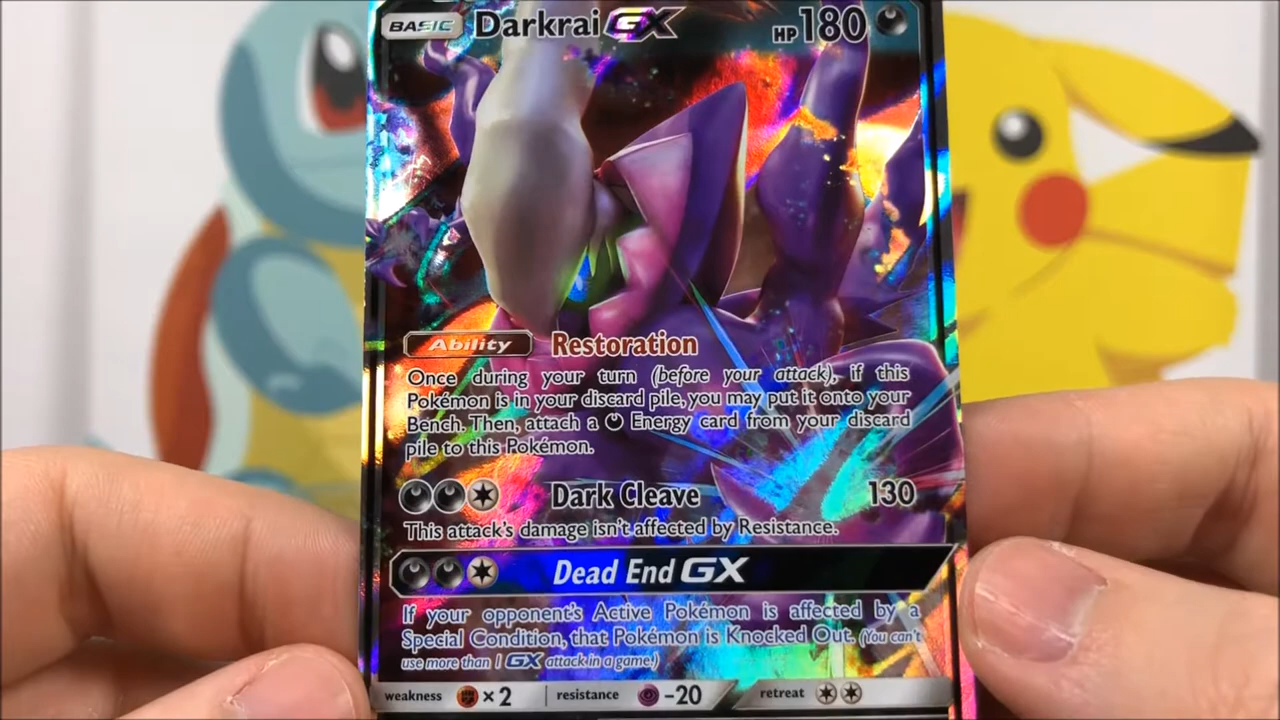 BASIC Darkrai GX HP 180
Ability Restoration
Once during your turn (before your attack), if this
Pokémon is in your discard pile, you may put it onto your
Bench. Then, attach a Energy card from your discard
pile to this Pokémon.
Dark Cleave 130
This attack's damage isn't affected by Resistance.
Dead End GX
If your opponent's Active Pokémon is affected by a
Special Condition, that Pokémon is Knocked Out. (You can't
use more than 1 GX attack in a game.)
weakness ×2 resistance -20 retreat